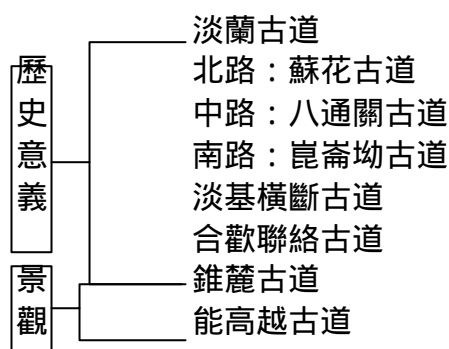 歷史意義
淡蘭古道
北路：蘇花古道
中路：八通關古道
南路：崑崙坳古道
淡基橫斷古道
合歡聯絡古道
景觀
錐麓古道
能高越古道